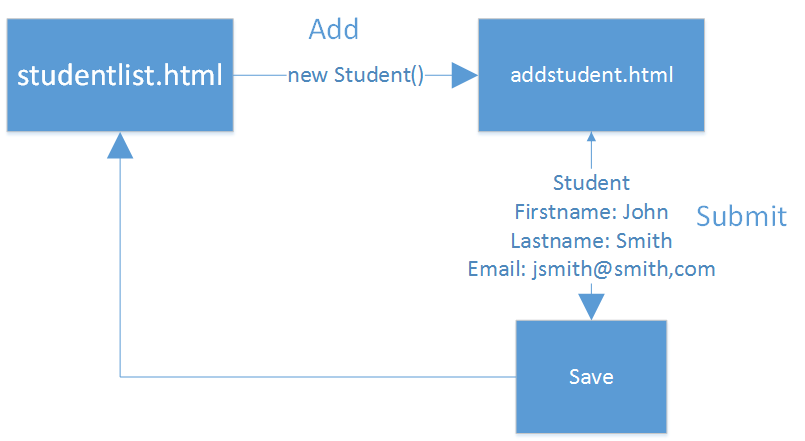 Add
studentlist.html
new Student()
addstudent.html
Student
Firstname: John
Lastname: Smith
Email: jsmith@smith,com
Submit
Save